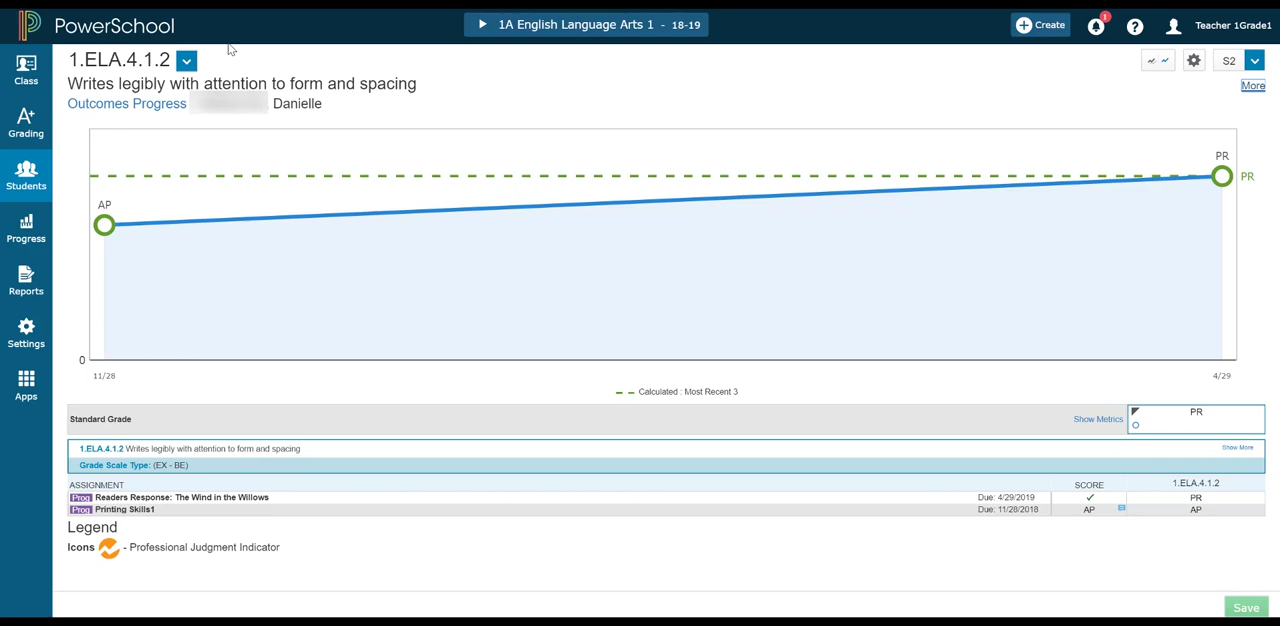 PowerSchool
1A English Language Arts 1 - 18-19
Create
1
?
Teacher 1Grade1
Class
A+
Grading
Students
Progress
Reports
Settings
Apps
1.ELA.4.1.2
S2
Writes legibly with attention to form and spacing
More
Outcomes Progress Danielle
PR
PR
AP
0
11/28
4/29
Calculated : Most Recent 3
Standard Grade
Show Metrics
PR
1.ELA.4.1.2 Writes legibly with attention to form and spacing
Show More
Grade Scale Type: (EX - BE)
ASSIGNMENT SCORE 1.ELA.4.1.2
Prog Readers Response: The Wind in the Willows Due: 4/29/2019 ✓ PR
Prog Printing Skills1 Due: 11/28/2018 AP AP
Legend
Icons - Professional Judgment Indicator
Save